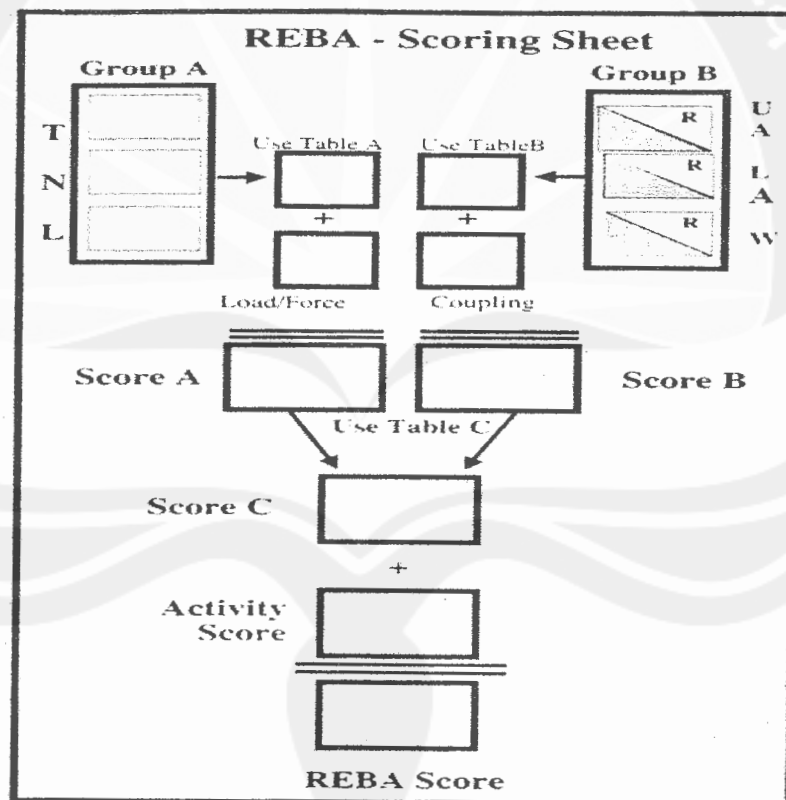 REBA - Scoring Sheet
Group A
Group B
T
N
L
Use Table A
Use TableB
R
R
R
U
A
L
A
W
+
+
Load/Force
Coupling
Score A
Score B
Use Table C
Score C
+
Activity
Score
REBA Score